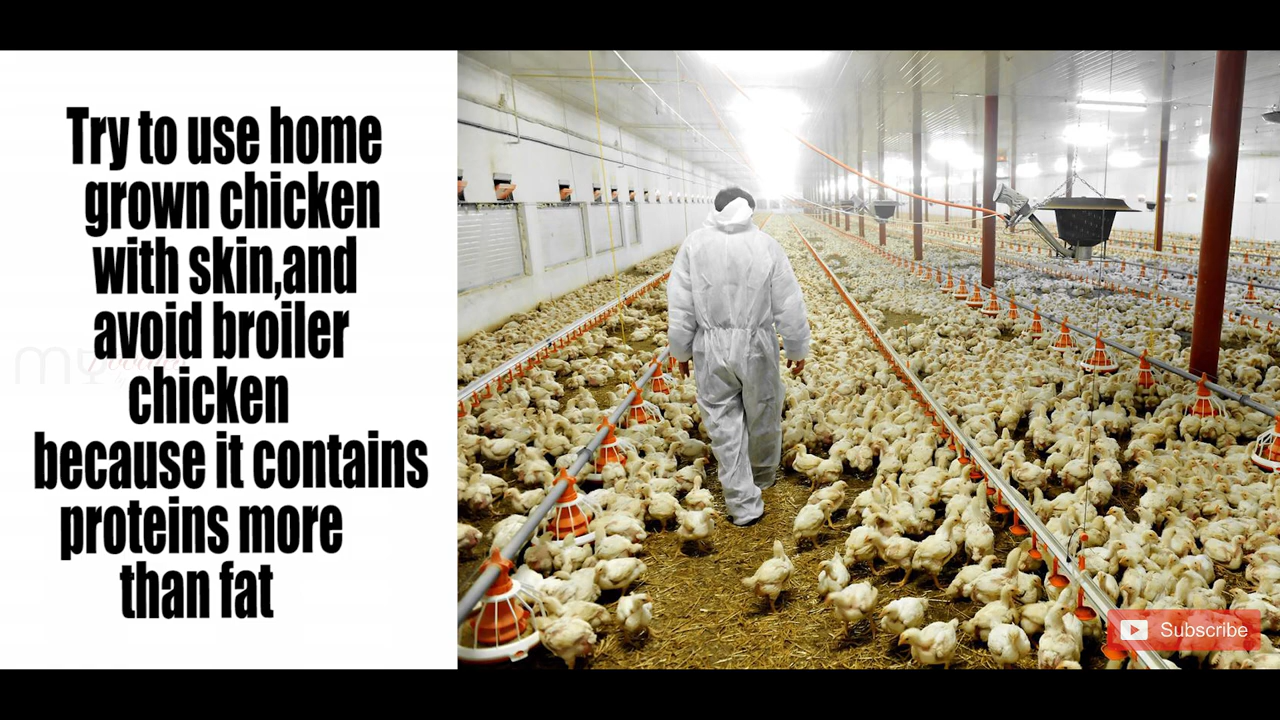 Try to use home
grown chicken
with skin,and
avoid broiler
chicken
because it contains
proteins more
than fat
Subscribe